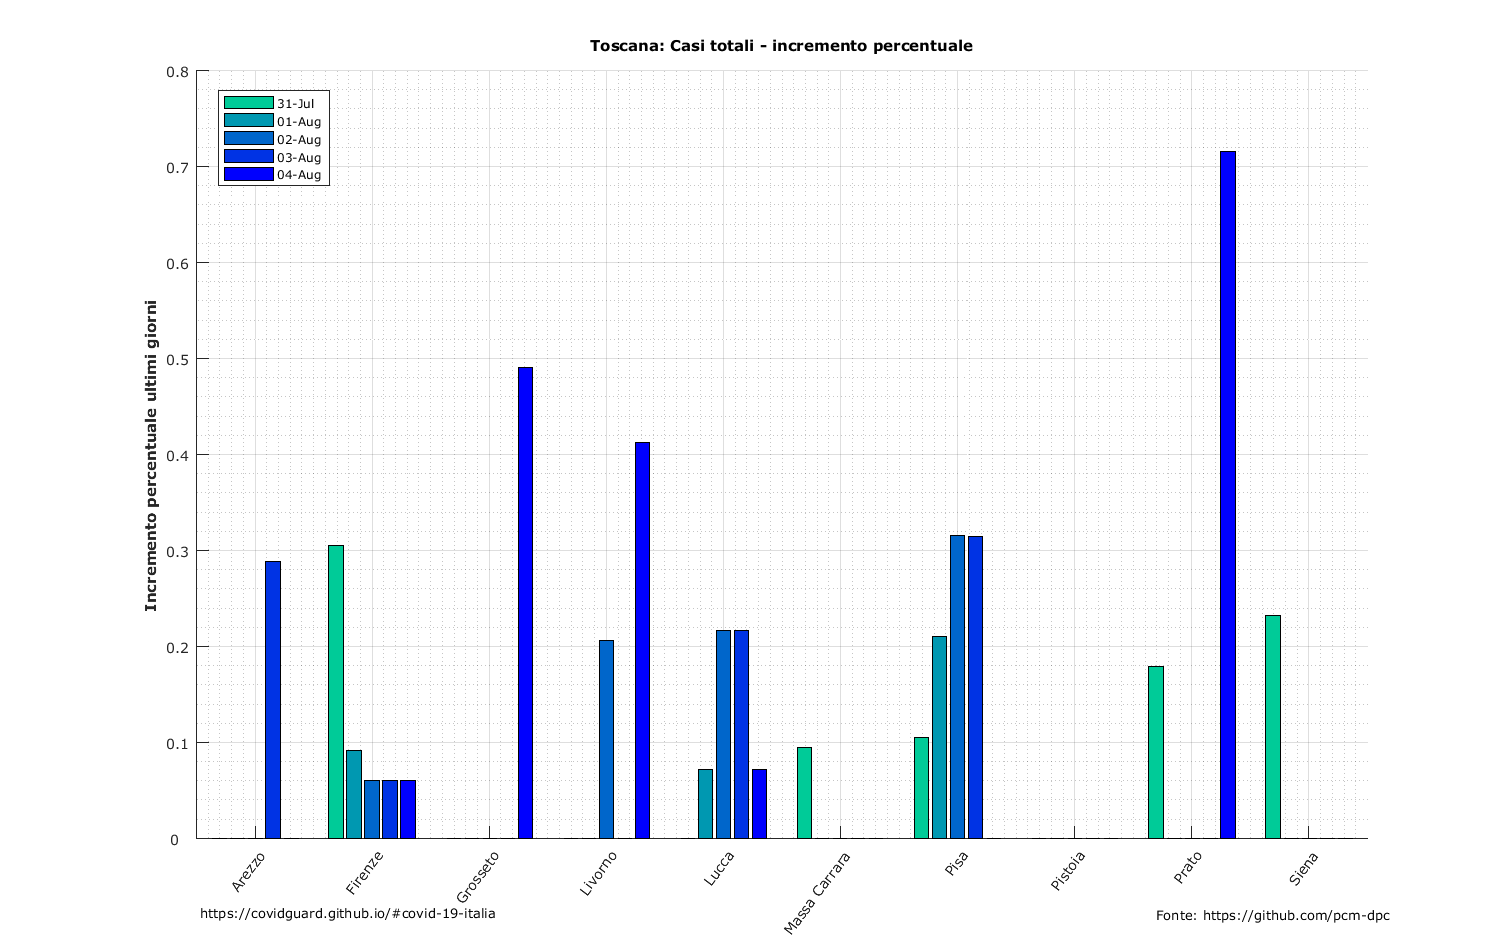 Toscana: Casi totali - incremento percentuale
0.8
0.7
0.6
0.5
0.4
0.3
0.2
0.1
0
Incremento percentuale ultimi giorni
31-Jul
01-Aug
02-Aug
03-Aug
04-Aug
Arezzo
Firenze
Grosseto
Livorno
Lucca
Massa Carrara
Pisa
Pistoia
Prato
Siena
https://covidguard.github.io/#covid-19-italia
Fonte: https://github.com/pcm-dpc